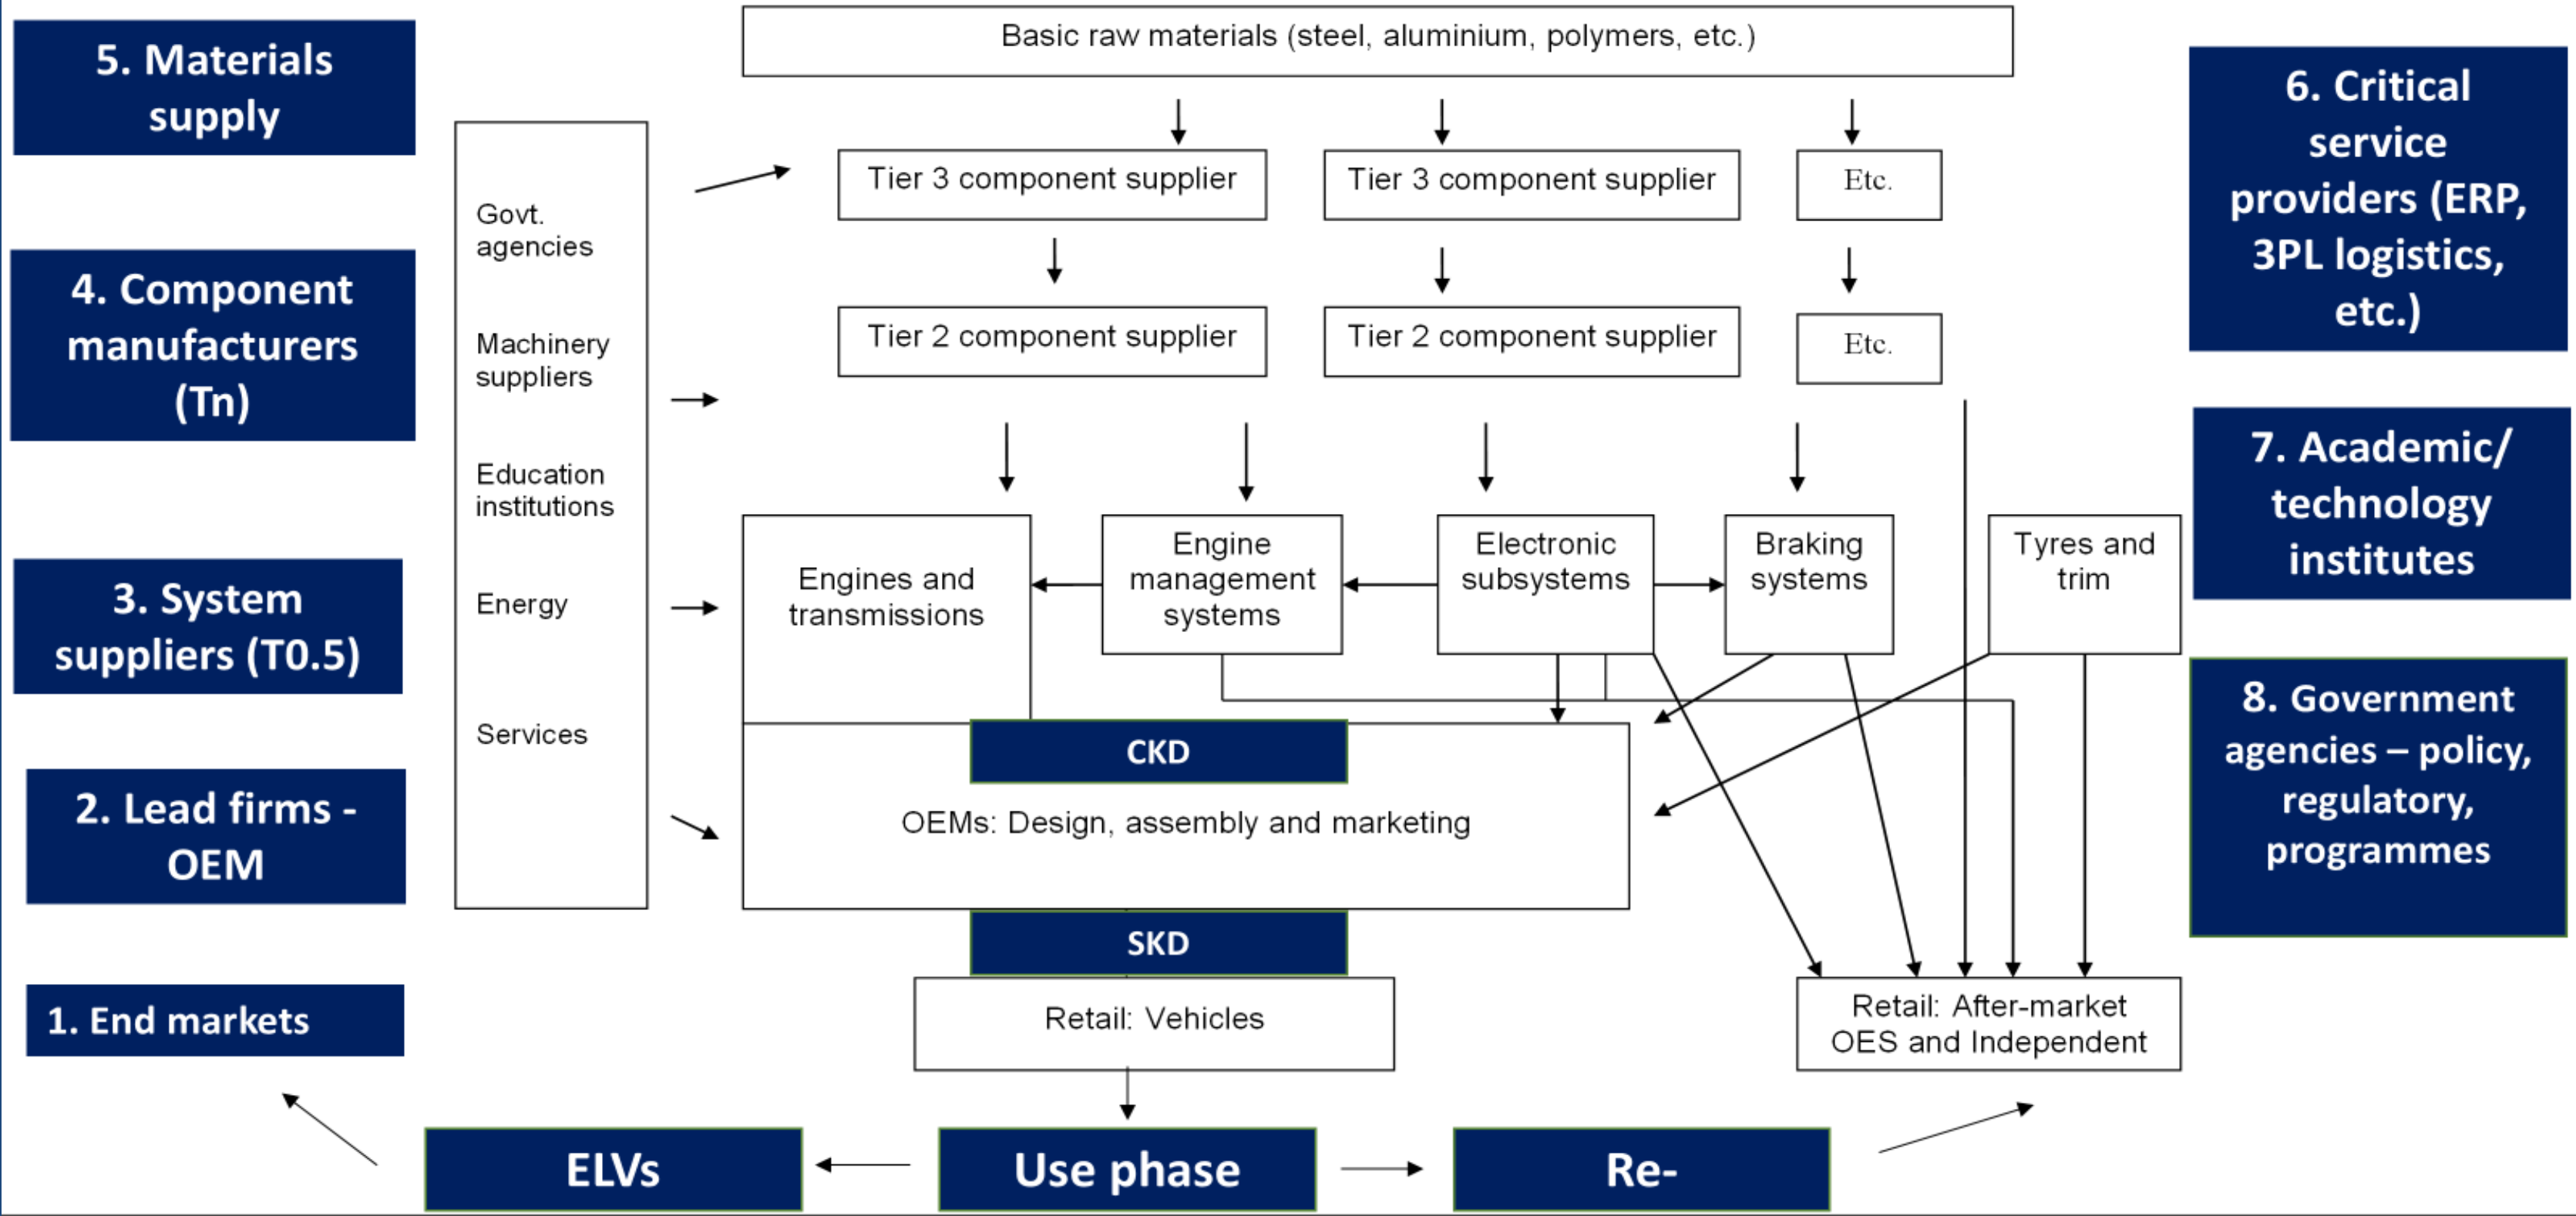 5. Materials
supply
4. Component
manufacturers
(Tn)
3. System
suppliers (T0.5)
2. Lead firms -
OEM
1. End markets
Govt.
agencies
Machinery
suppliers
Education
institutions
Energy
Services
Basic raw materials (steel, aluminium, polymers, etc.)
Tier 3 component supplier
Tier 3 component supplier
Etc.
Tier 2 component supplier
Tier 2 component supplier
Etc.
Engines and
transmissions
Engine
management
systems
Electronic
subsystems
Braking
systems
Tyres and
trim
CKD
OEMs: Design, assembly and marketing
SKD
Retail: Vehicles
Retail: After-market
OES and Independent
ELVs
Use phase
Re-
6. Critical
service
providers (ERP,
3PL logistics,
etc.)
7. Academic/
technology
institutes
8. Government
agencies – policy,
regulatory,
programmes